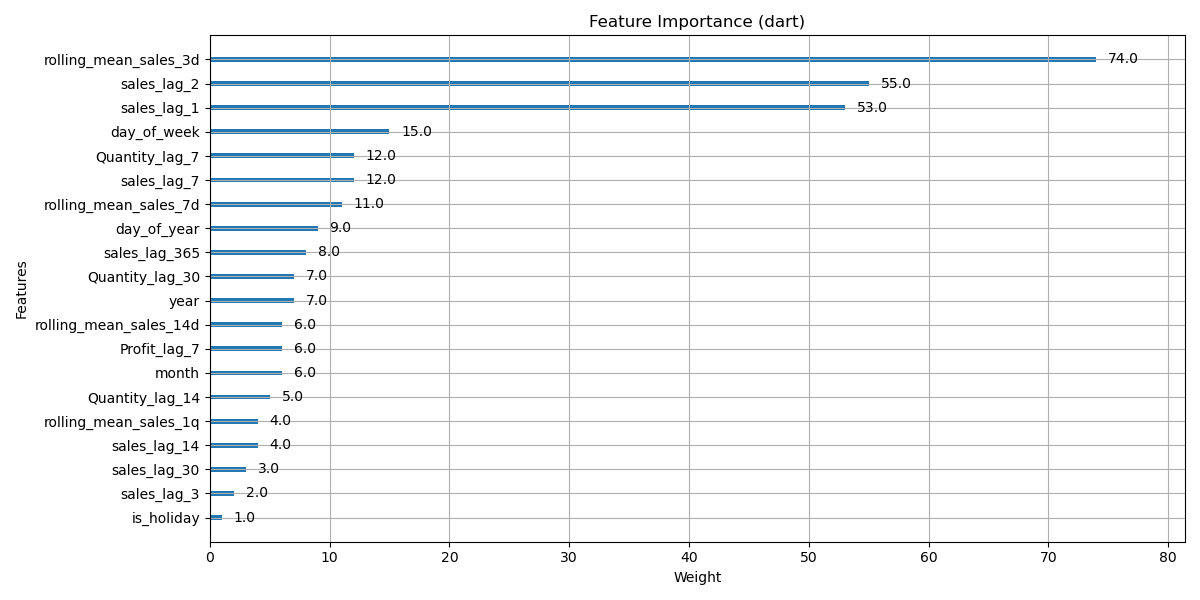 Feature Importance (dart)
rolling_mean_sales_3d 74.0
sales_lag_2 55.0
sales_lag_1 53.0
day_of_week 15.0
Quantity_lag_7 12.0
sales_lag_7 12.0
rolling_mean_sales_7d 11.0
day_of_year 9.0
sales_lag_365 8.0
Quantity_lag_30 7.0
year 7.0
rolling_mean_sales_14d 6.0
Profit_lag_7 6.0
month 6.0
Quantity_lag_14 5.0
rolling_mean_sales_1q 4.0
sales_lag_14 4.0
sales_lag_30 3.0
sales_lag_3 2.0
is_holiday 1.0
Features
0 10 20 30 40 50 60 70 80
Weight